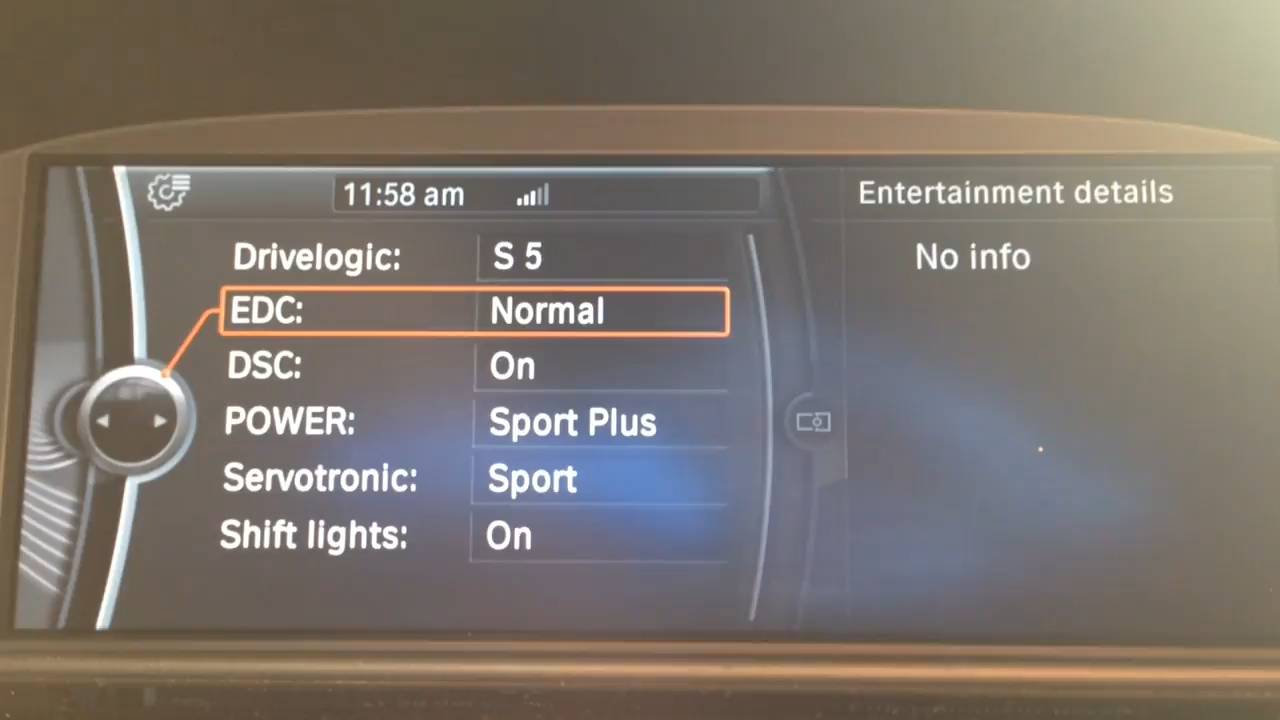 11:58 am
Entertainment details
Drivelogic: S 5
No info
EDC: Normal
DSC: On
POWER: Sport Plus
Servotronic: Sport
Shift lights: On